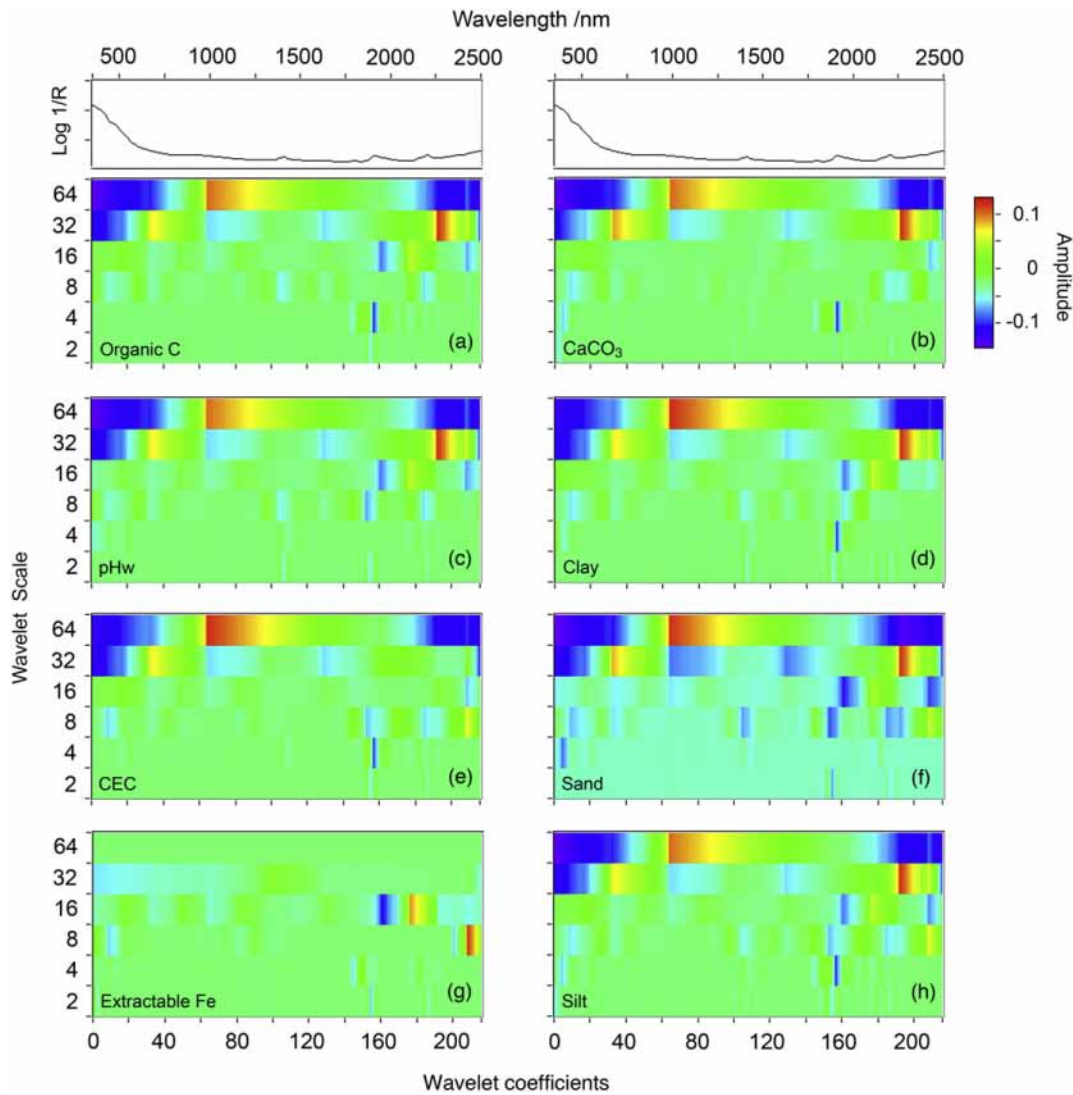 Wavelength /nm
500 1000 1500 2000 2500
500 1000 1500 2000 2500
Log 1/R
64
32
16
8
4
2
Organic C (a)
CaCO₃ (b)
0.1
0
-0.1
Amplitude
64
32
16
8
4
2
pHw (c)
Clay (d)
Wavelet Scale
64
32
16
8
4
2
CEC (e)
Sand (f)
64
32
16
8
4
2
Extractable Fe (g)
Silt (h)
0 40 80 120 160 200
0 40 80 120 160 200
Wavelet coefficients